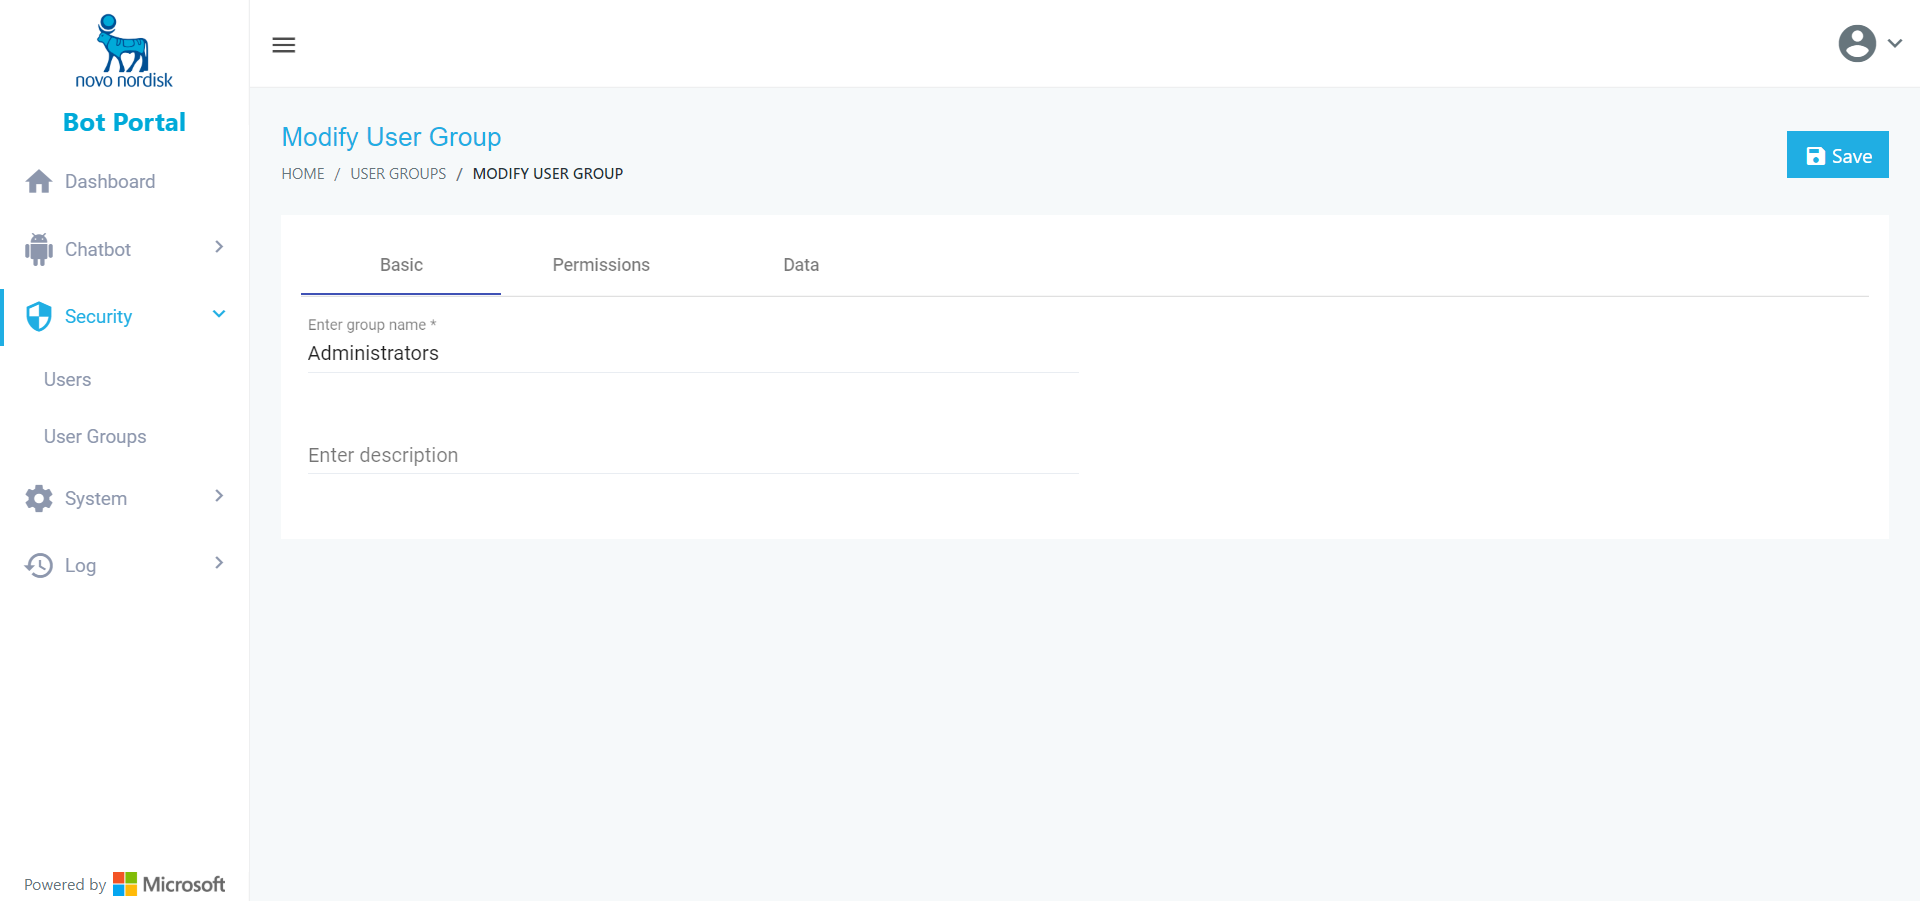 novo nordisk
Bot Portal
Dashboard
Chatbot
Security
Users
User Groups
System
Log
Powered by Microsoft
Modify User Group
HOME / USER GROUPS / MODIFY USER GROUP
Save
Basic Permissions Data
Enter group name *
Administrators
Enter description